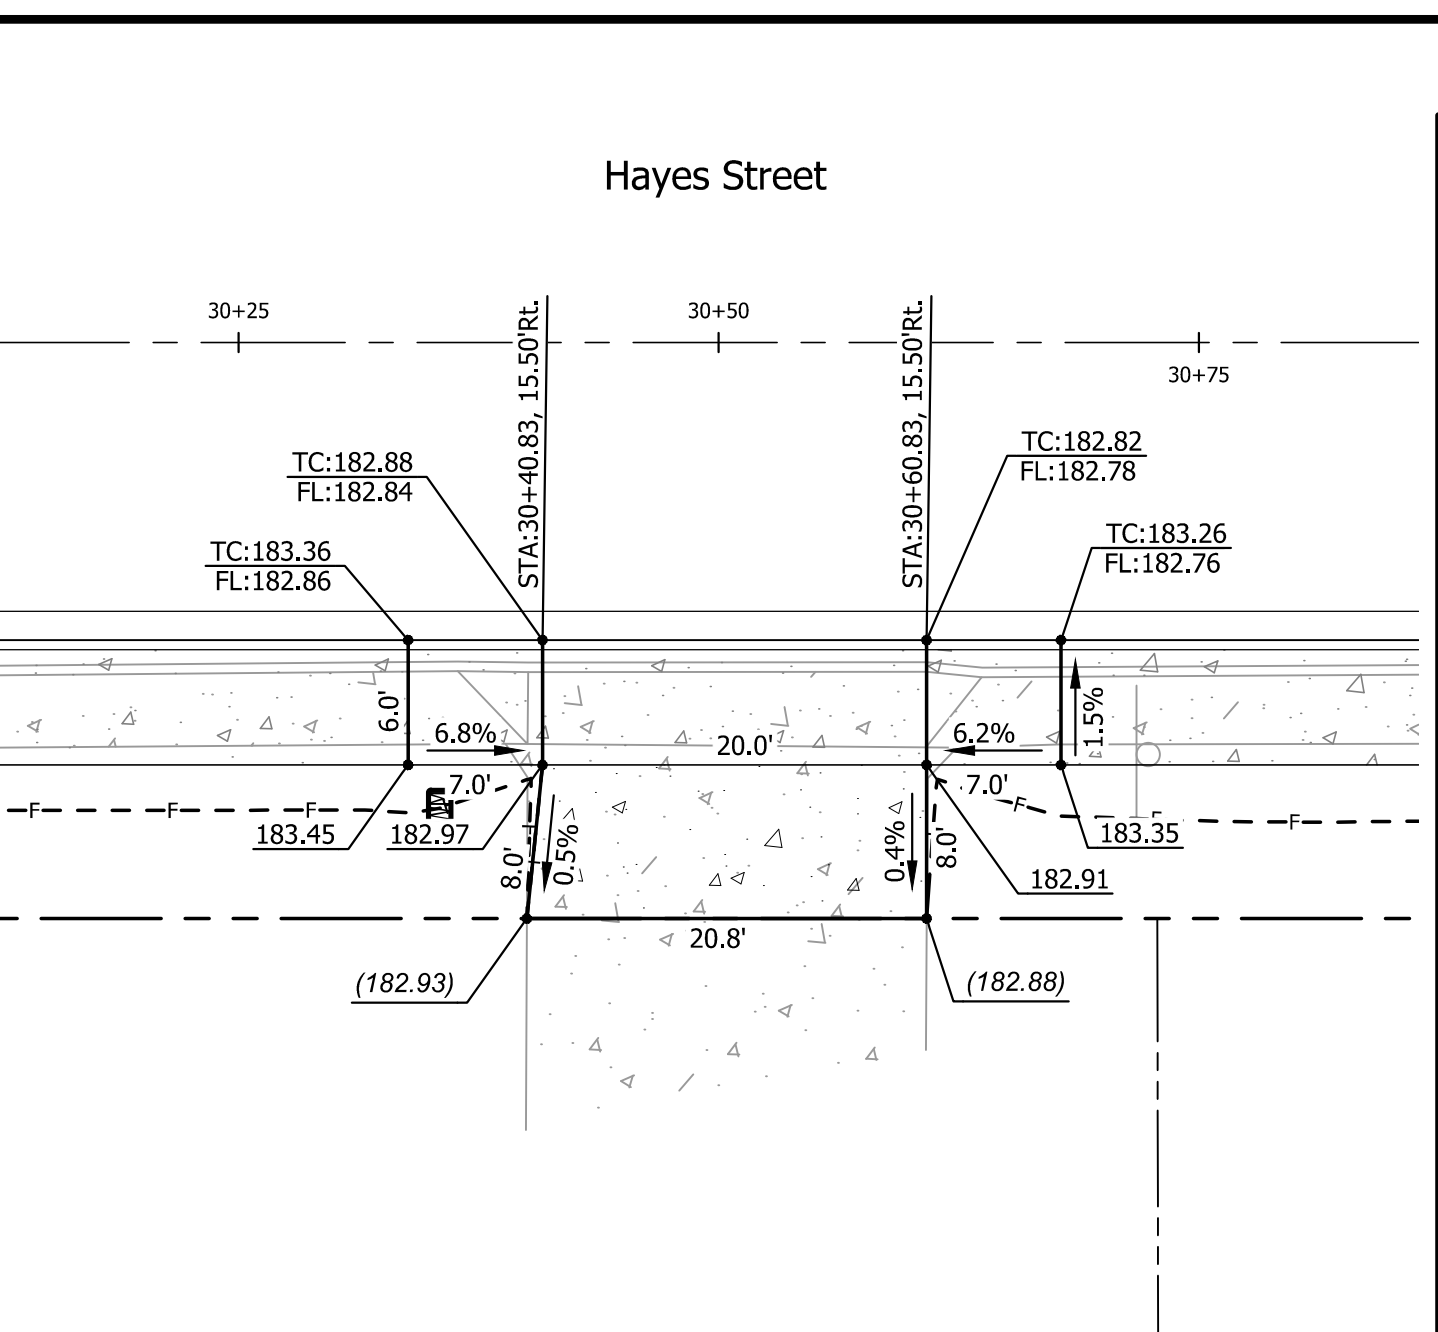 Hayes Street
30+25
30+50
30+75
STA:30+40.83, 15.50'Rt.
STA:30+60.83, 15.50'Rt.
TC:182.88
FL:182.84
TC:182.82
FL:182.78
TC:183.36
FL:182.86
TC:183.26
FL:182.76
6.0'
6.8%
20.0'
6.2%
1.5%
7.0'
7.0'
F
F
F
F
F
F
183.45
182.97
8.0'
0.5%
0.4%
8.0'
183.35
182.91
20.8'
(182.93)
(182.88)